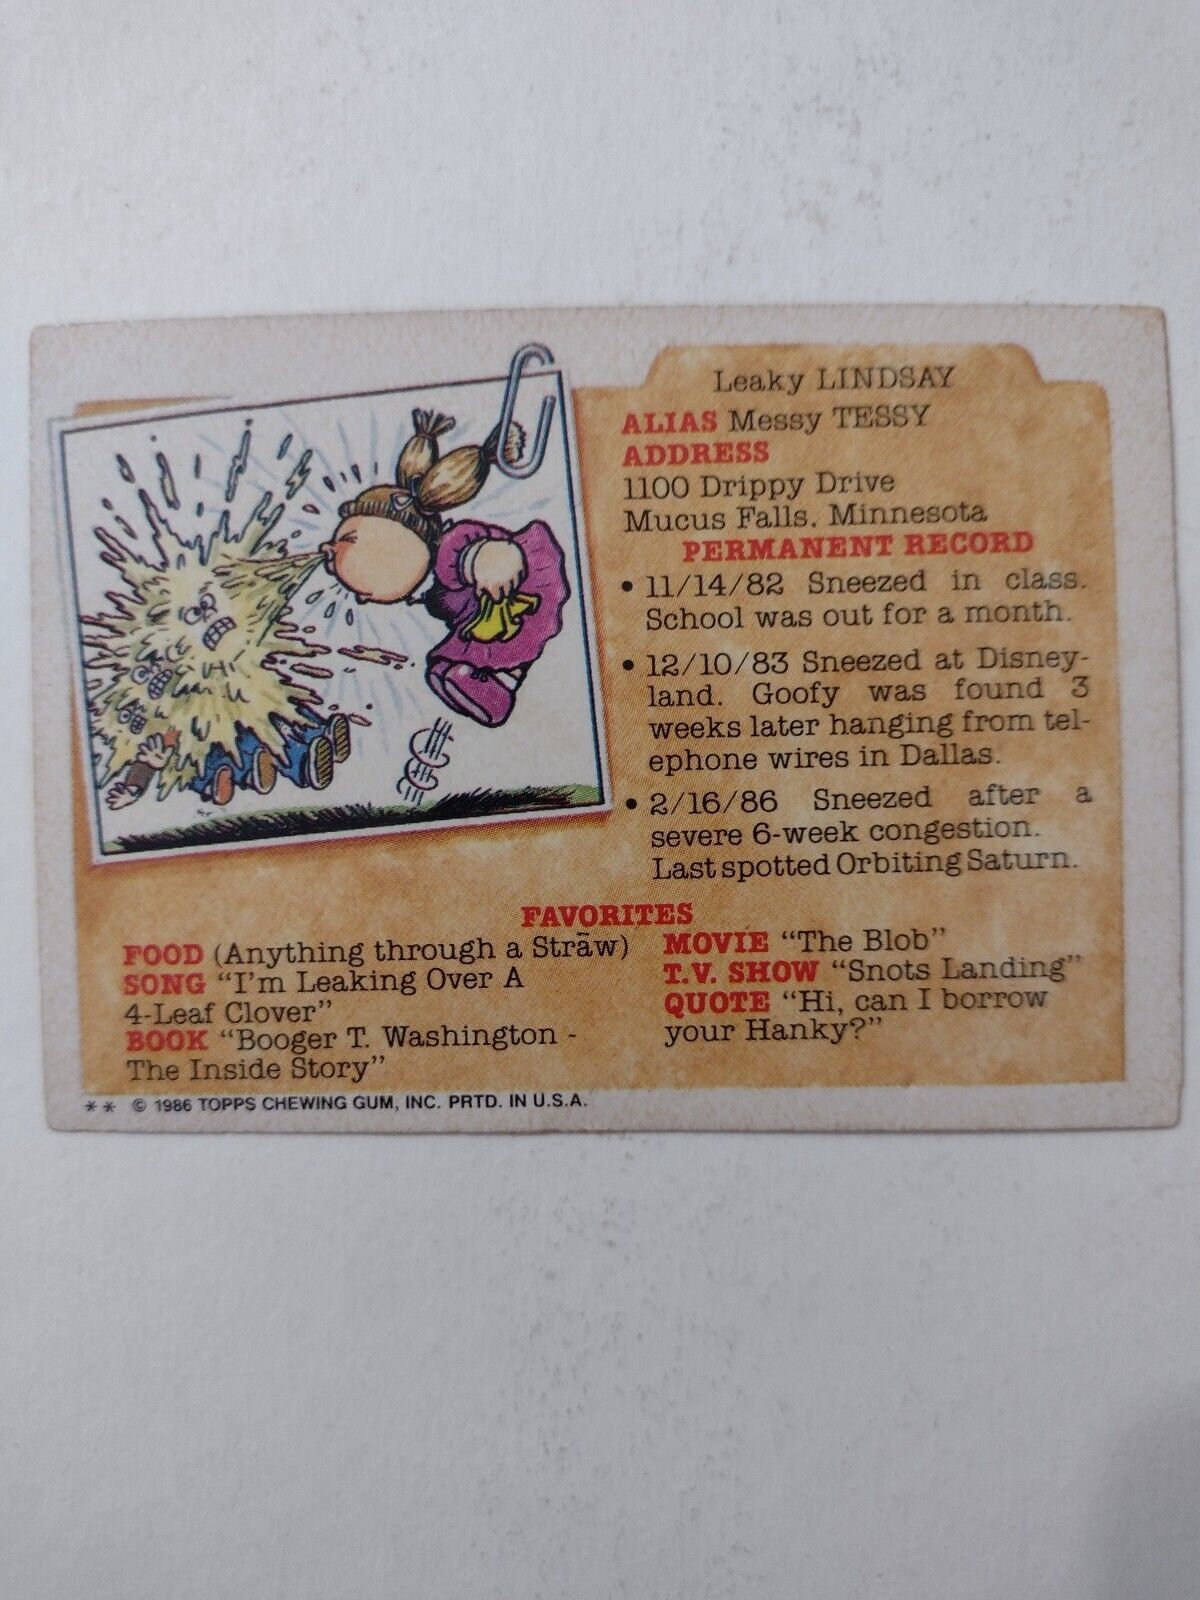 Leaky LINDSAY
ALIAS Messy TESSY
ADDRESS
1100 Drippy Drive
Mucus Falls, Minnesota
PERMANENT RECORD
• 11/14/82 Sneezed in class.
School was out for a month.
• 12/10/83 Sneezed at Disney-
land. Goofy was found 3
weeks later hanging from tel-
ephone wires in Dallas.
• 2/16/86 Sneezed after a
severe 6-week congestion.
Last spotted Orbiting Saturn.
FAVORITES
FOOD (Anything through a Straw)
SONG "I'm Leaking Over A
4-Leaf Clover"
BOOK "Booger T. Washington -
The Inside Story"
MOVIE "The Blob"
T.V. SHOW "Snots Landing"
QUOTE "Hi, can I borrow
your Hanky?"
** © 1986 TOPPS CHEWING GUM, INC. PRTD. IN U.S.A.